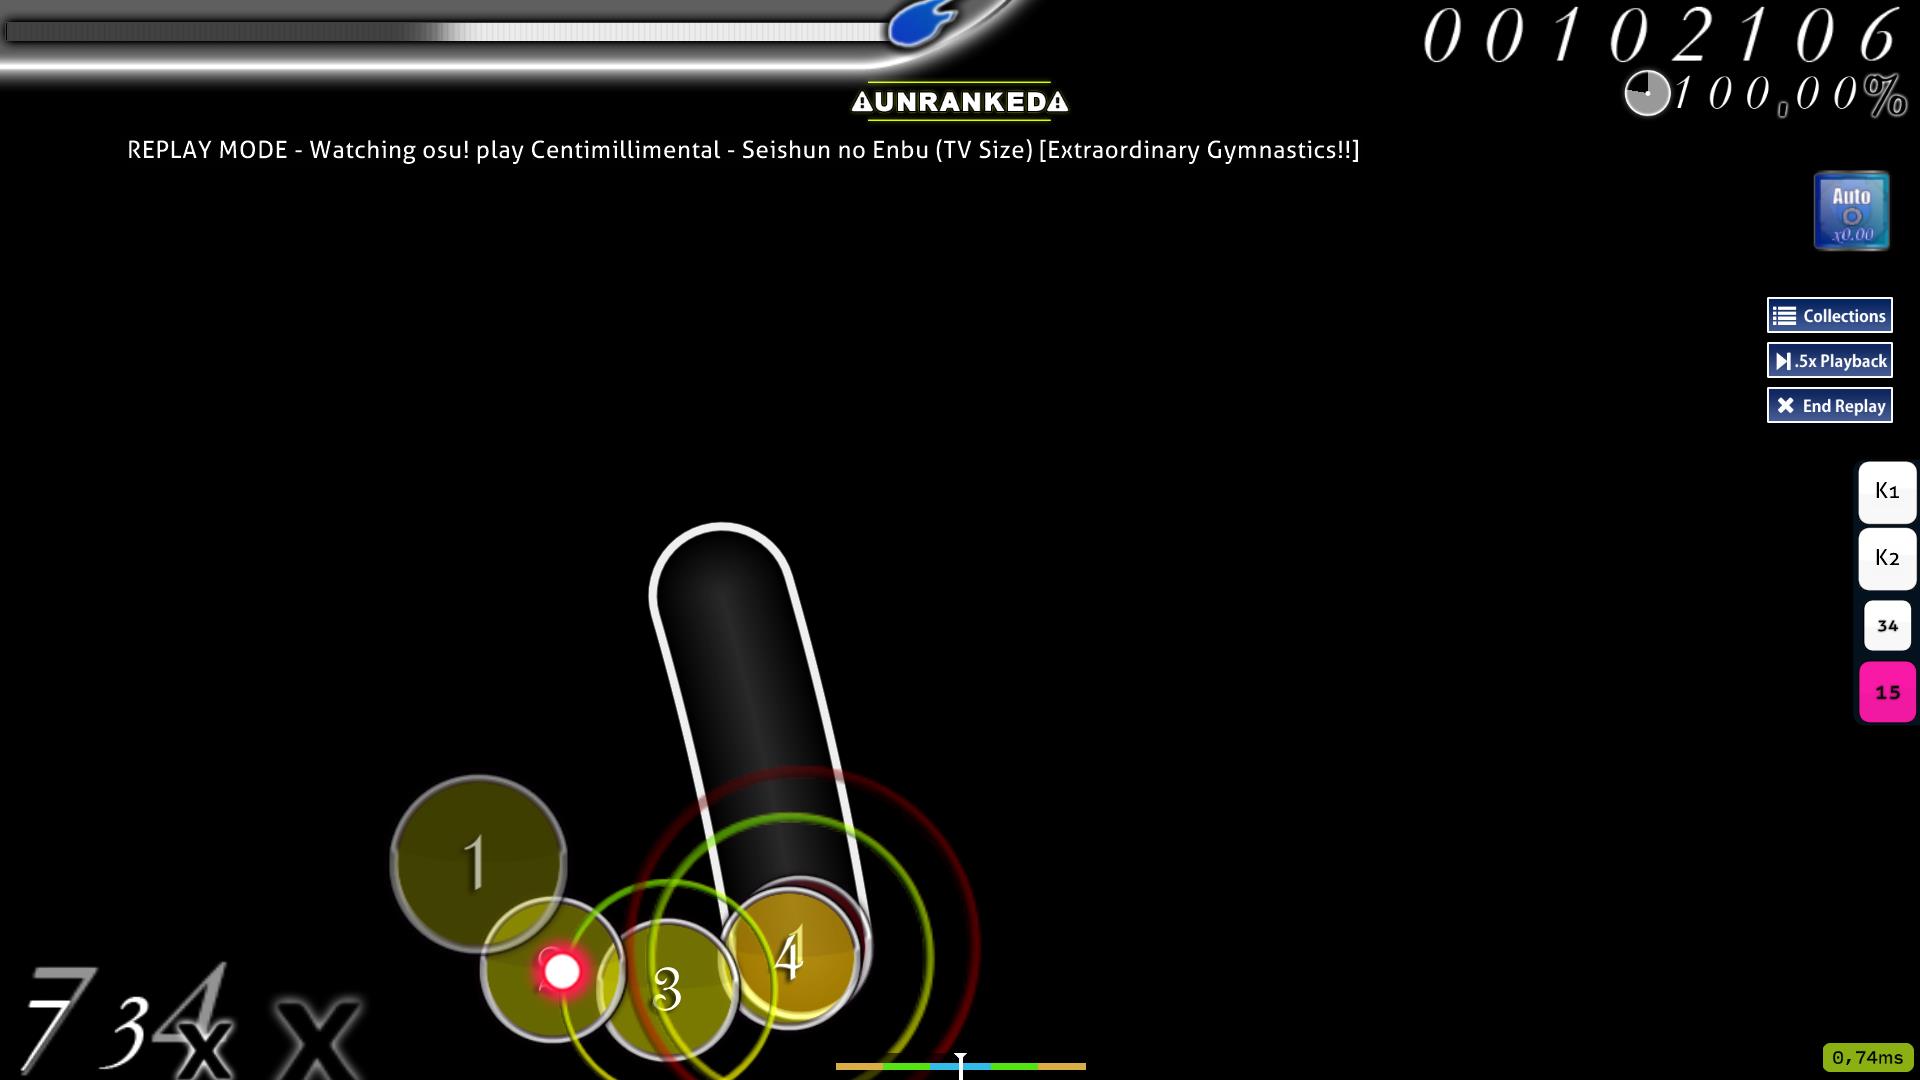 00102106
100,00%
UNRANKED
REPLAY MODE - Watching osu! play Centimillimental - Seishun no Enbu (TV Size) [Extraordinary Gymnastics!!]
Auto
x0.00
Collections
.5x Playback
End Replay
K1
K2
34
15
1
3
4
0,74ms